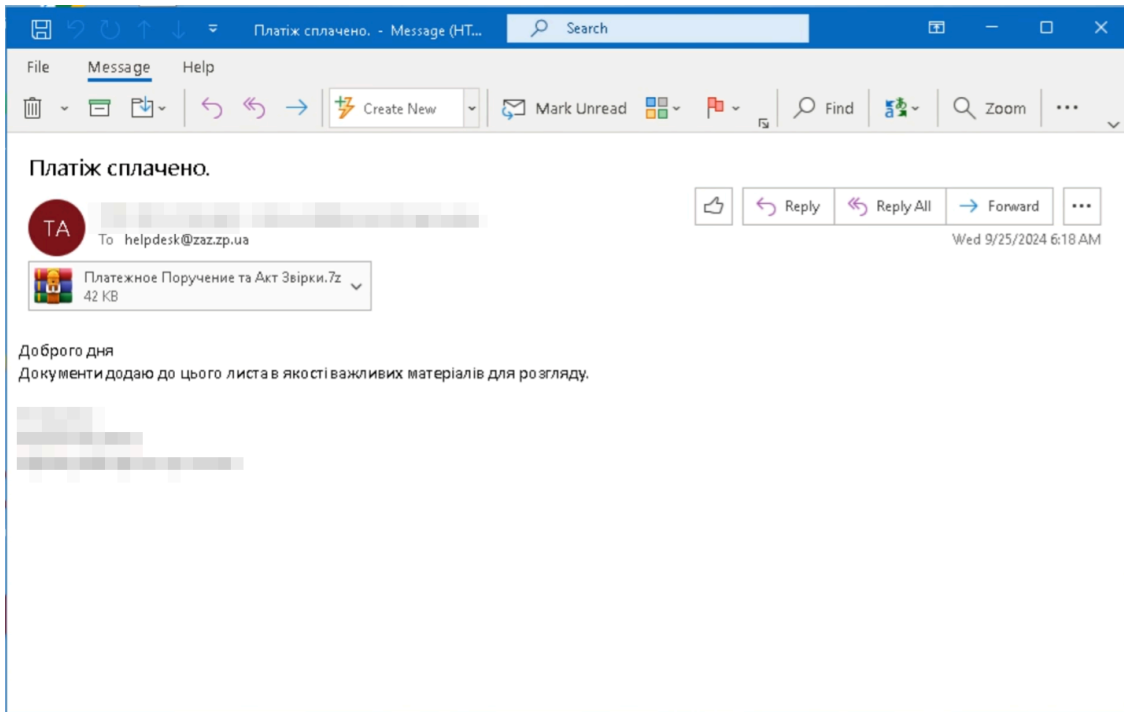 Платіж сплачено. - Message (HT...
Search
File Message Help
Create New
Mark Unread
Find
Zoom
Платіж сплачено.
TA
To helpdesk@zaz.zp.ua
Reply
Reply All
Forward
Wed 9/25/2024 6:18 AM
Платежное Поручение та Акт Звірки.7z
42 KB
Доброго дня
Документи додаю до цього листа в якості важливих матеріалів для розгляду.